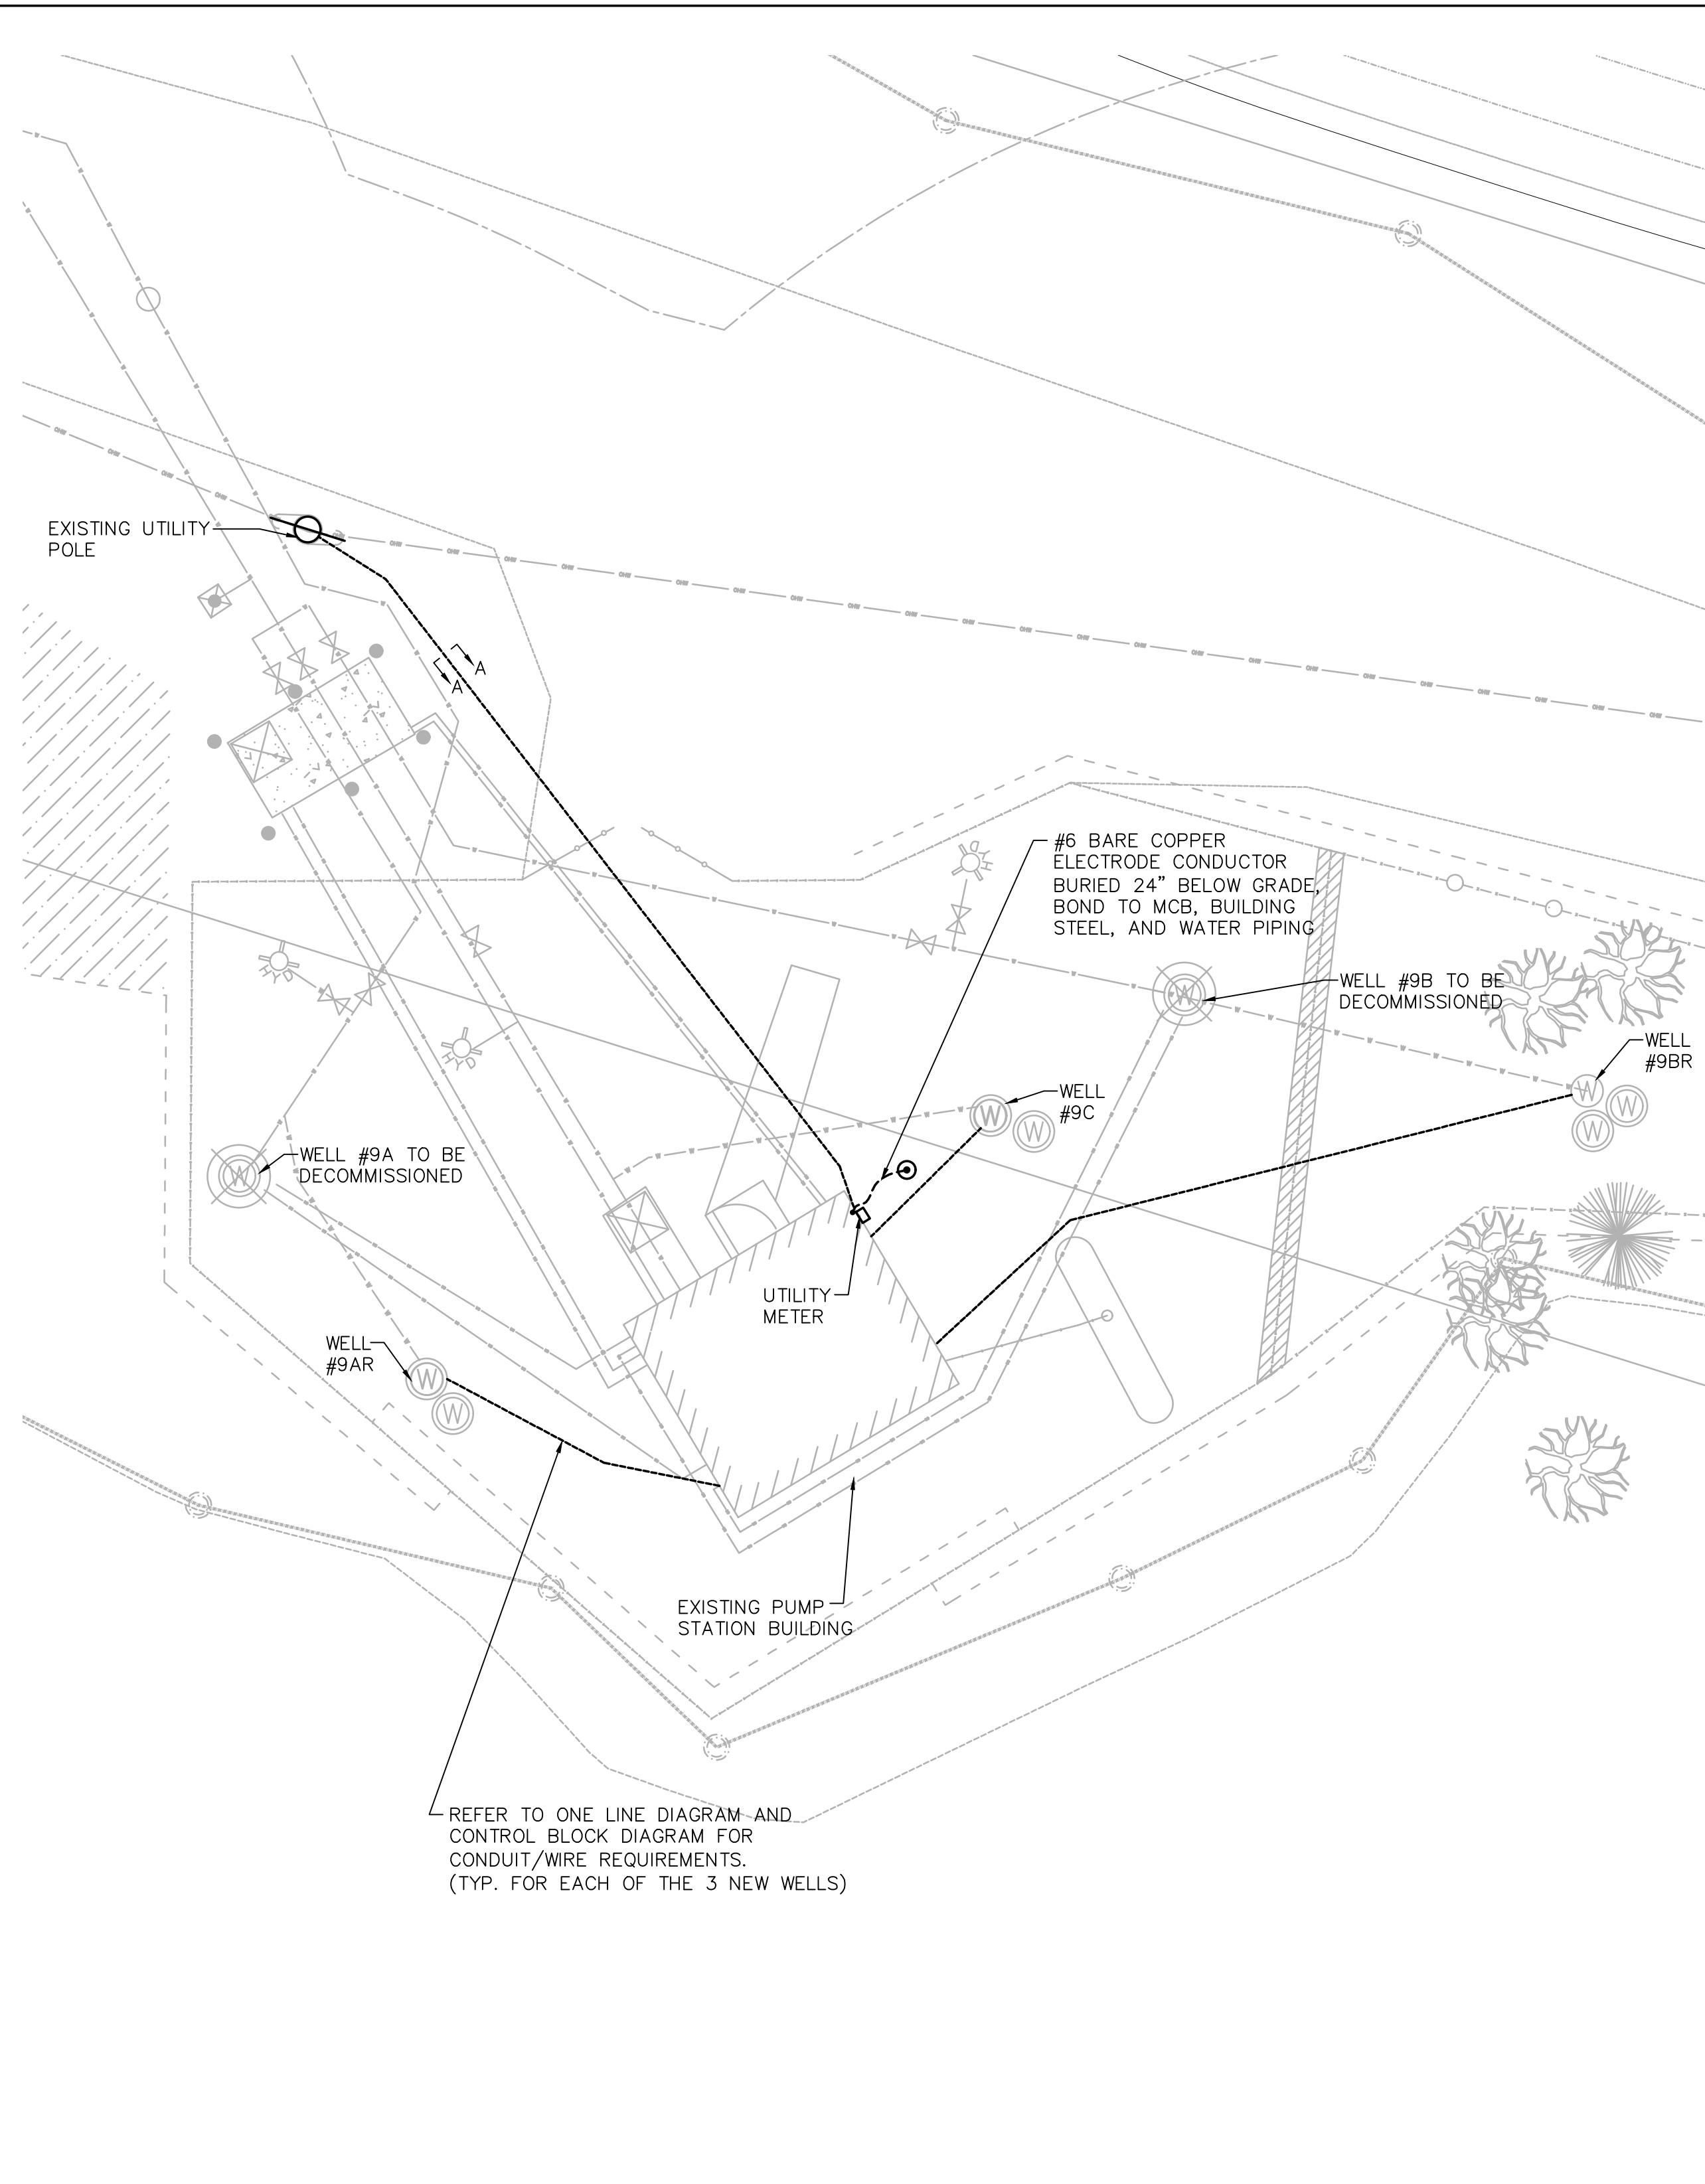 EXISTING UTILITY
POLE
A
A
#6 BARE COPPER
ELECTRODE CONDUCTOR
BURIED 24" BELOW GRADE,
BOND TO MCB, BUILDING
STEEL, AND WATER PIPING
WELL #9B TO BE
DECOMMISSIONED
WELL
#9BR
WELL
#9C
WELL #9A TO BE
DECOMMISSIONED
UTILITY
METER
WELL
#9AR
EXISTING PUMP
STATION BUILDING
REFER TO ONE LINE DIAGRAM AND
CONTROL BLOCK DIAGRAM FOR
CONDUIT/WIRE REQUIREMENTS.
(TYP. FOR EACH OF THE 3 NEW WELLS)
W
W
W
W
W
W
W
W
W